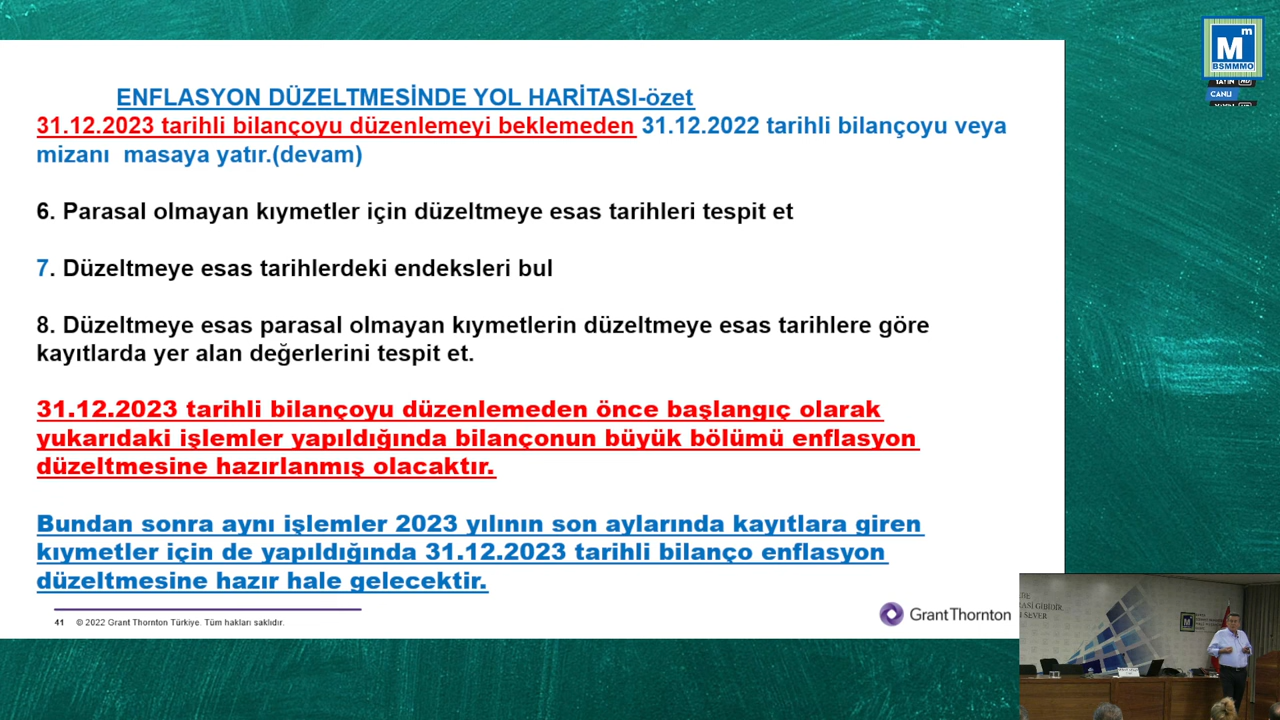 ENFLASYON DÜZELTMESİNDE YOL HARİTASI-özet
31.12.2023 tarihli bilançoyu düzenlemeyi beklemeden 31.12.2022 tarihli bilançoyu veya
mizanı masaya yatır.(devam)
6. Parasal olmayan kıymetler için düzeltmeye esas tarihleri tespit et
7. Düzeltmeye esas tarihlerdeki endeksleri bul
8. Düzeltmeye esas parasal olmayan kıymetlerin düzeltmeye esas tarihlere göre
kayıtlarda yer alan değerlerini tespit et.
31.12.2023 tarihli bilançoyu düzenlemeden önce başlangıç olarak
yukarıdaki işlemler yapıldığında bilançonun büyük bölümü enflasyon
düzeltmesine hazırlanmış olacaktır.
Bundan sonra aynı işlemler 2023 yılının son aylarında kayıtlara giren
kıymetler için de yapıldığında 31.12.2023 tarihli bilanço enflasyon
düzeltmesine hazır hale gelecektir.
41 © 2022 Grant Thornton Türkiye. Tüm hakları saklıdır.
GrantThornton
Mm
BSMMMO
YAYIN HD
CANLI
SEVER